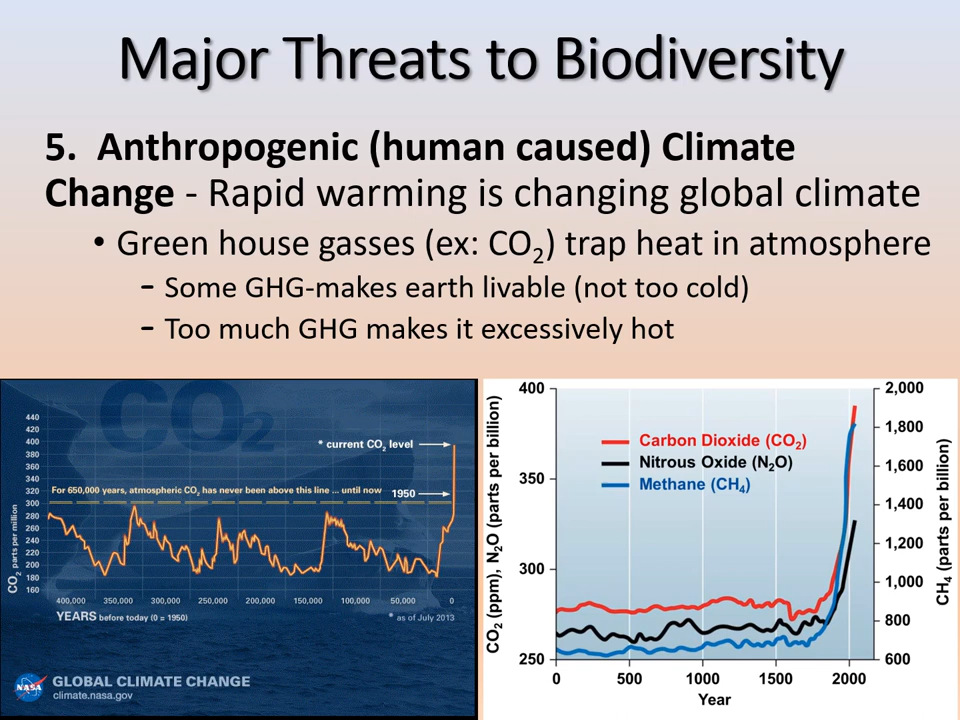 Major Threats to Biodiversity
5. Anthropogenic (human caused) Climate
Change - Rapid warming is changing global climate
• Green house gasses (ex: CO₂) trap heat in atmosphere
- Some GHG-makes earth livable (not too cold)
- Too much GHG makes it excessively hot
CO2
CO₂ parts per million
440
420
400
380
360
340
320
300
280
260
240
220
200
180
160
* current CO₂ level
For 650,000 years, atmospheric CO₂ has never been above this line ... until now
1950
400,000 350,000 300,000 250,000 200,000 150,000 100,000 50,000 0
YEARS before today (0 = 1950)
* as of July 2013
NASA
GLOBAL CLIMATE CHANGE
climate.nasa.gov
CO₂ (ppm), N₂O (parts per billion)
400
350
300
250
Carbon Dioxide (CO₂)
Nitrous Oxide (N₂O)
Methane (CH₄)
2,000
1,800
1,600
1,400
1,200
1,000
800
600
CH₄ (parts per billion)
0 500 1000 1500 2000
Year